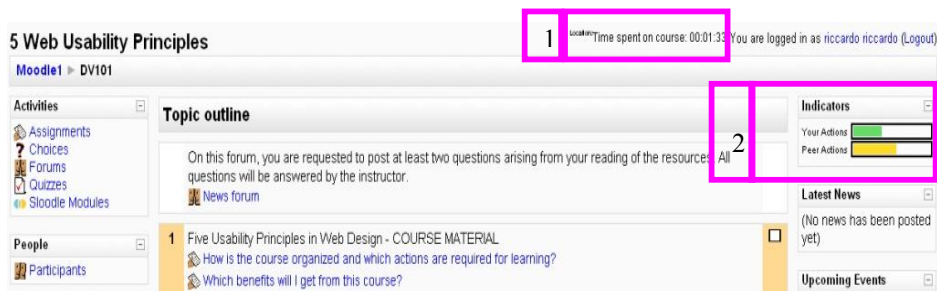 5 Web Usability Principles
1
Location: Time spent on course: 00:01:33 You are logged in as riccardo riccardo (Logout)
Moodle1 ► DV101
Activities
Assignments
Choices
Forums
Quizzes
Sloodle Modules
People
Participants
Topic outline
On this forum, you are requested to post at least two questions arising from your reading of the resources. All
questions will be answered by the instructor.
News forum
1 Five Usability Principles in Web Design - COURSE MATERIAL
How is the course organized and which actions are required for learning?
Which benefits will I get from this course?
2
Indicators
Your Actions
Peer Actions
Latest News
(No news has been posted
yet)
Upcoming Events